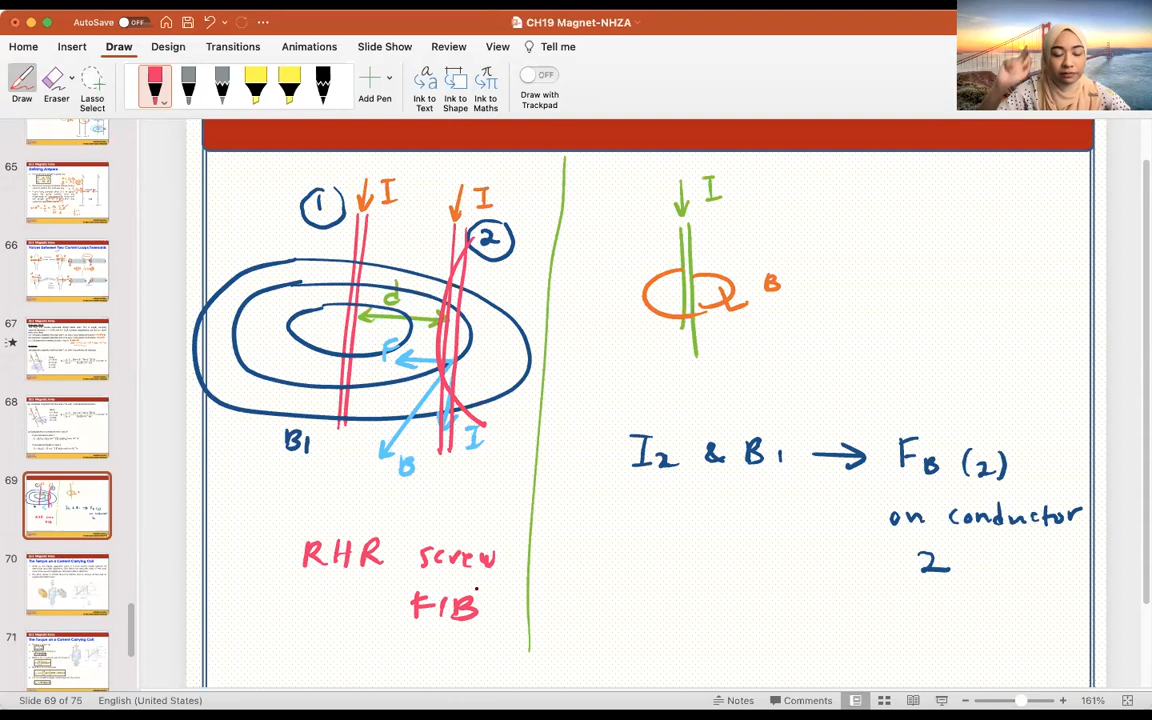 AutoSave OFF
CH19 Magnet-NHZA
Home Insert Draw Design Transitions Animations Slide Show Review View Tell me
Draw Eraser Lasso Select Add Pen Ink to Text Ink to Shape Ink to Maths Draw with Trackpad
OFF
65
66
67
68
69
70
71
1 I I
2
d
F
B1 B I
RHR screw
FIB
I
B
I2 & B1 → FB (2)
on conductor
2
Slide 69 of 75 English (United States) Notes Comments 161%